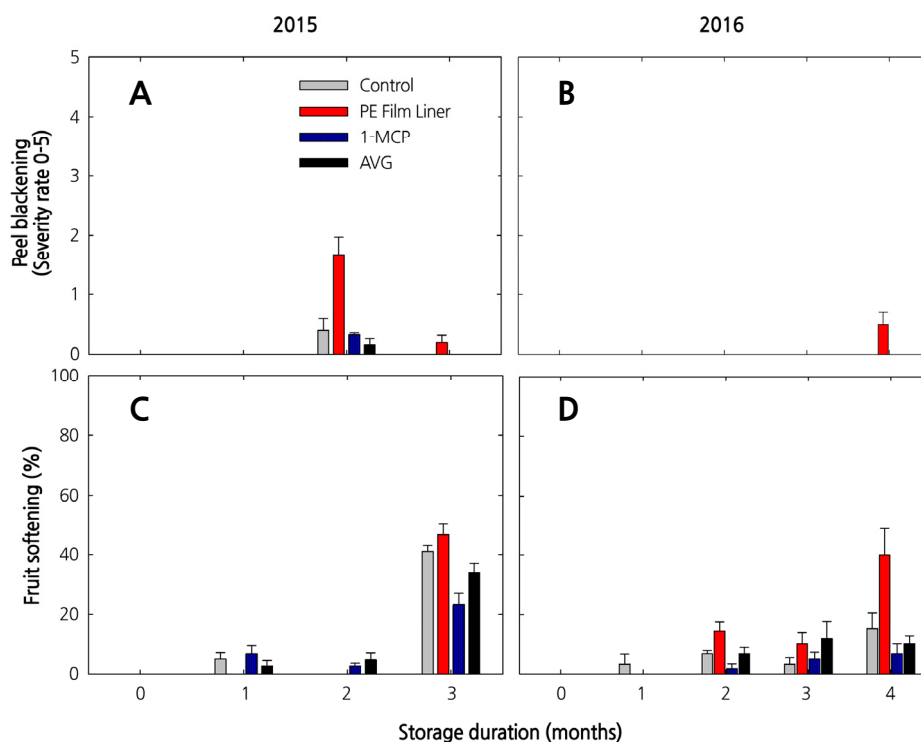 2015 2016
A B
Control
PE Film Liner
1-MCP
AVG
Peel blackening
(Severity rate 0-5)
5
4
3
2
1
0
C D
Fruit softening (%)
100
80
60
40
20
0
0 1 2 3 0 1 2 3 4
Storage duration (months)